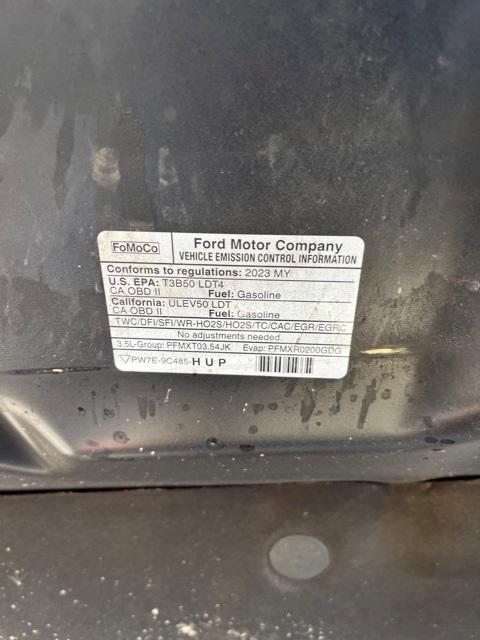 FoMoCo
Ford Motor Company
VEHICLE EMISSION CONTROL INFORMATION
Conforms to regulations: 2023 MY
U.S. EPA: T3B50 LDT4
CA OBD II Fuel: Gasoline
California: ULEV50 LDT
CA OBD II Fuel: Gasoline
TWC/DFI/SFI/WR-HO2S/HO2S/TC/CAC/EGR/EGRC
No adjustments needed.
3.5L-Group: PFMXT03.54JK Evap: PFMXR0200GDG
PW7E-9C485-HUP